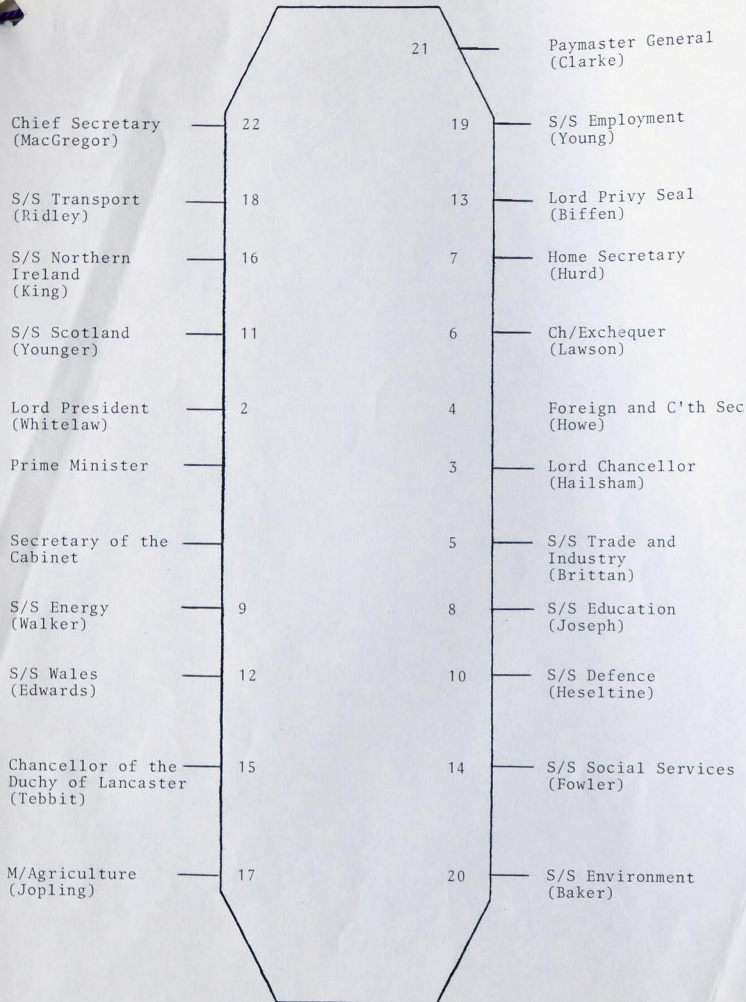 21 Paymaster General
(Clarke)
Chief Secretary 22
(MacGregor)
19 S/S Employment
(Young)
S/S Transport 18
(Ridley)
13 Lord Privy Seal
(Biffen)
S/S Northern 16
Ireland
(King)
7 Home Secretary
(Hurd)
S/S Scotland 11
(Younger)
6 Ch/Exchequer
(Lawson)
Lord President 2
(Whitelaw)
4 Foreign and C'th Sec
(Howe)
Prime Minister
3 Lord Chancellor
(Hailsham)
Secretary of the
Cabinet
5 S/S Trade and
Industry
(Brittan)
S/S Energy 9
(Walker)
8 S/S Education
(Joseph)
S/S Wales 12
(Edwards)
10 S/S Defence
(Heseltine)
Chancellor of the 15
Duchy of Lancaster
(Tebbit)
14 S/S Social Services
(Fowler)
M/Agriculture 17
(Jopling)
20 S/S Environment
(Baker)